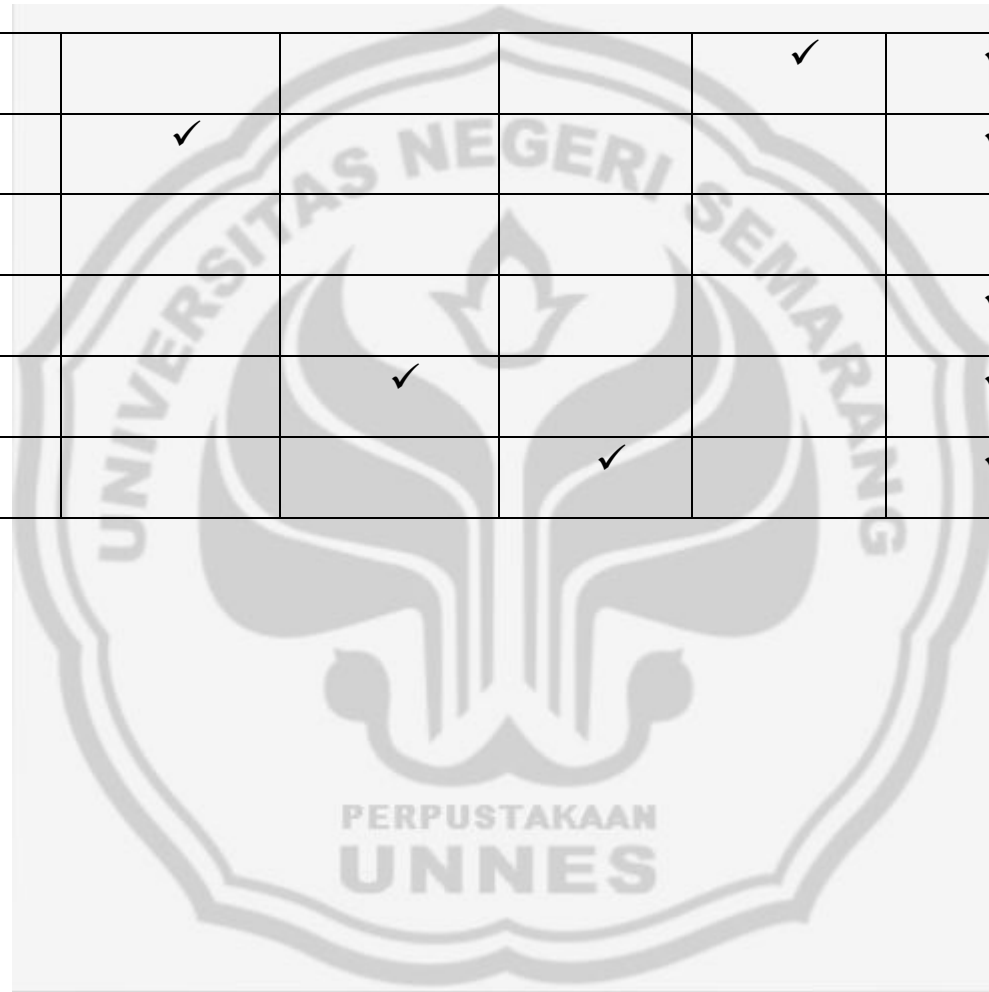 ✓ ✓
✓ ✓
✓
✓ ✓
✓ ✓
UNIVERSITAS NEGERI SEMARANG
PERPUSTAKAAN
UNNES